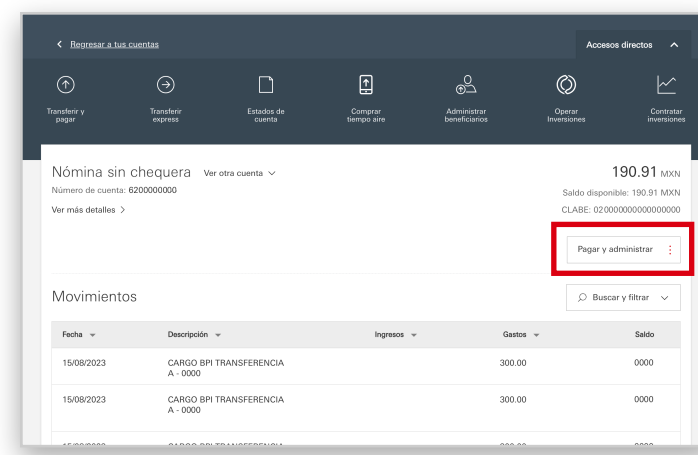 Regresar a tus cuentas
Accesos directos
Transferir y
pagar
Transferir
express
Estados de
cuenta
Comprar
tiempo aire
Administrar
beneficiarios
Operar
Inversiones
Contratar
inversiones
Nómina sin chequera Ver otra cuenta
190.91 MXN
Número de cuenta: 6200000000
Saldo disponible: 190.91 MXN
Ver más detalles >
CLABE: 020000000000000000
Pagar y administrar
Movimientos
Buscar y filtrar
Fecha Descripción Ingresos Gastos Saldo
15/08/2023 CARGO BPI TRANSFERENCIA 300.00 0000
A - 0000
15/08/2023 CARGO BPI TRANSFERENCIA 300.00 0000
A - 0000